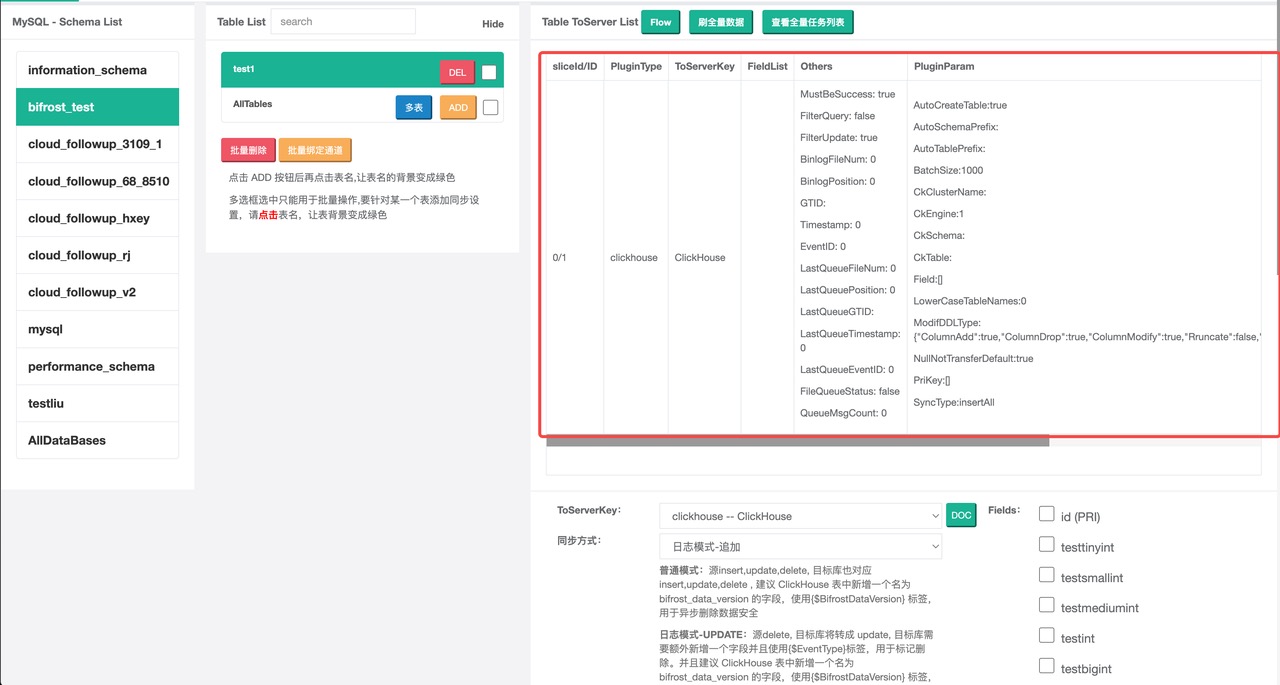 MySQL - Schema List
information_schema
bifrost_test
cloud_followup_3109_1
cloud_followup_68_8510
cloud_followup_hxey
cloud_followup_rj
cloud_followup_v2
mysql
performance_schema
testliu
AllDataBases
Table List
search
Hide
test1
DEL
AllTables
多表
ADD
批量删除
批量绑定通道
点击 ADD 按钮后再点击表名,让表名的背景变成绿色
多选框选中只能用于批量操作,要针对某一个表添加同步设
置，请点击表名，让表背景变成绿色
Table ToServer List
Flow
刷全量数据
查看全量任务列表
sliceId/ID
PluginType
ToServerKey
FieldList
Others
PluginParam
0/1
clickhouse
ClickHouse
MustBeSuccess: true
FilterQuery: false
FilterUpdate: true
BinlogFileNum: 0
BinlogPosition: 0
GTID:
Timestamp: 0
EventID: 0
LastQueueFileNum: 0
LastQueuePosition: 0
LastQueueGTID:
LastQueueTimestamp:
0
LastQueueEventID: 0
FileQueueStatus: false
QueueMsgCount: 0
AutoCreateTable:true
AutoSchemaPrefix:
AutoTablePrefix:
BatchSize:1000
CkClusterName:
CkEngine:1
CkSchema:
CkTable:
Field:[]
LowerCaseTableNames:0
ModifDDLType:
{"ColumnAdd":true,"ColumnDrop":true,"ColumnModify":true,"Rruncate":false,"
NullNotTransferDefault:true
PriKey:[]
SyncType:insertAll
ToServerKey：
clickhouse -- ClickHouse
DOC
同步方式：
日志模式-追加
普通模式：源insert,update,delete, 目标库也对应
insert,update,delete , 建议 ClickHouse 表中新增一个名为
bifrost_data_version 的字段，使用{$BifrostDataVersion} 标签，
用于异步删除数据安全
日志模式-UPDATE：源delete, 目标库将转成 update, 目标库需
要额外新增一个字段并且使用{$EventType}标签，用于标记删
除。并且建议 ClickHouse 表中新增一个名为
bifrost_data_version 的字段，使用{$BifrostDataVersion} 标签，
Fields：
id (PRI)
testtinyint
testsmallint
testmediumint
testint
testbigint